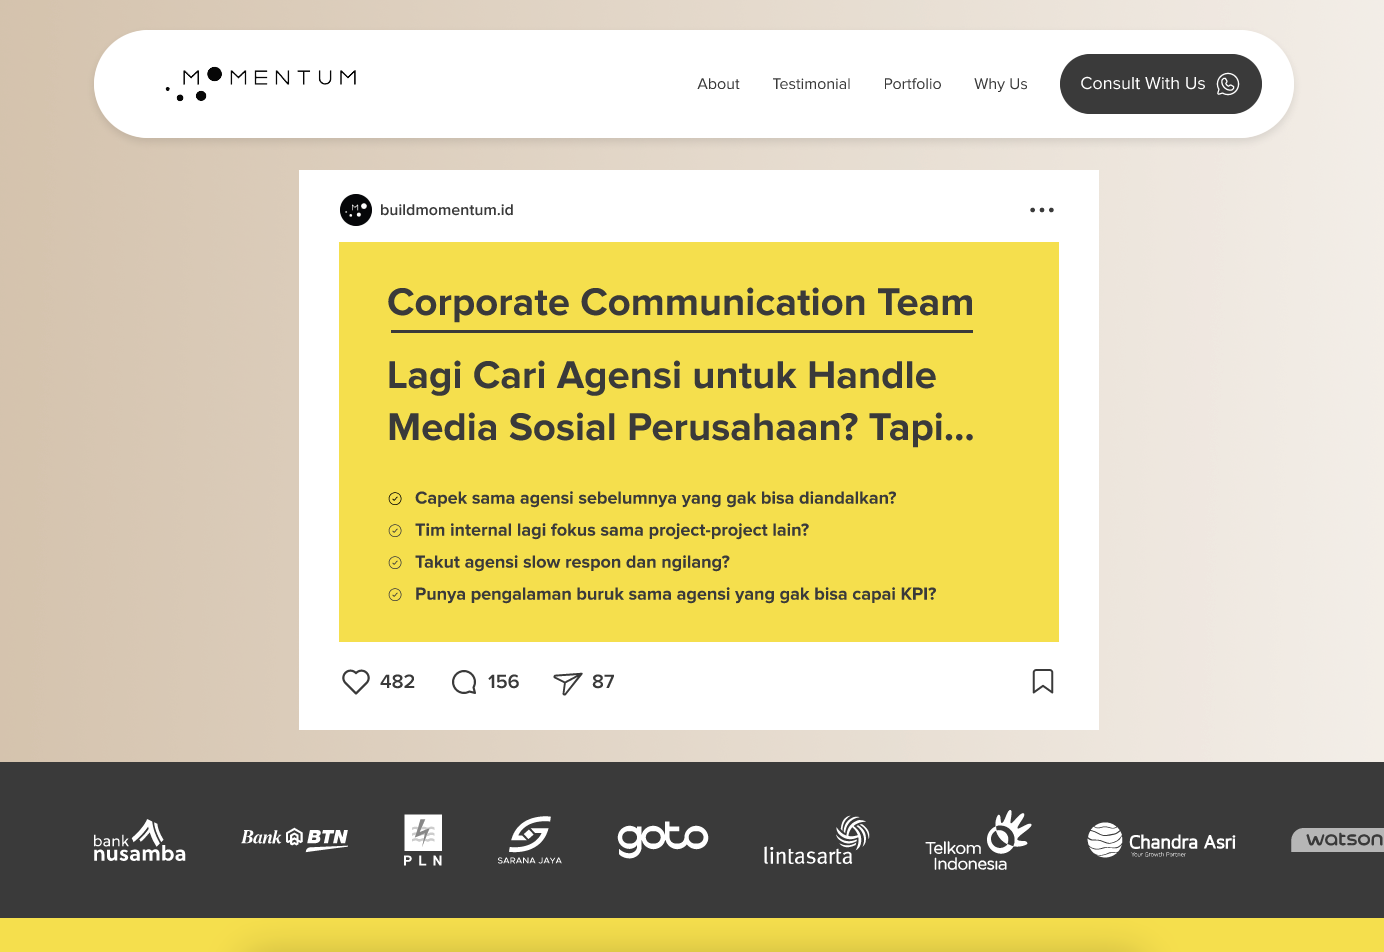 MOMENTUM
About
Testimonial
Portfolio
Why Us
Consult With Us
buildmomentum.id
Corporate Communication Team
Lagi Cari Agensi untuk Handle
Media Sosial Perusahaan? Tapi...
Capek sama agensi sebelumnya yang gak bisa diandalkan?
Tim internal lagi fokus sama project-project lain?
Takut agensi slow respon dan ngilang?
Punya pengalaman buruk sama agensi yang gak bisa capai KPI?
482
156
87
bank
nusamba
Bank BTN
PLN
SARANA JAYA
goto
lintasarta
Telkom
Indonesia
Chandra Asri
Your Growth Partner
watson